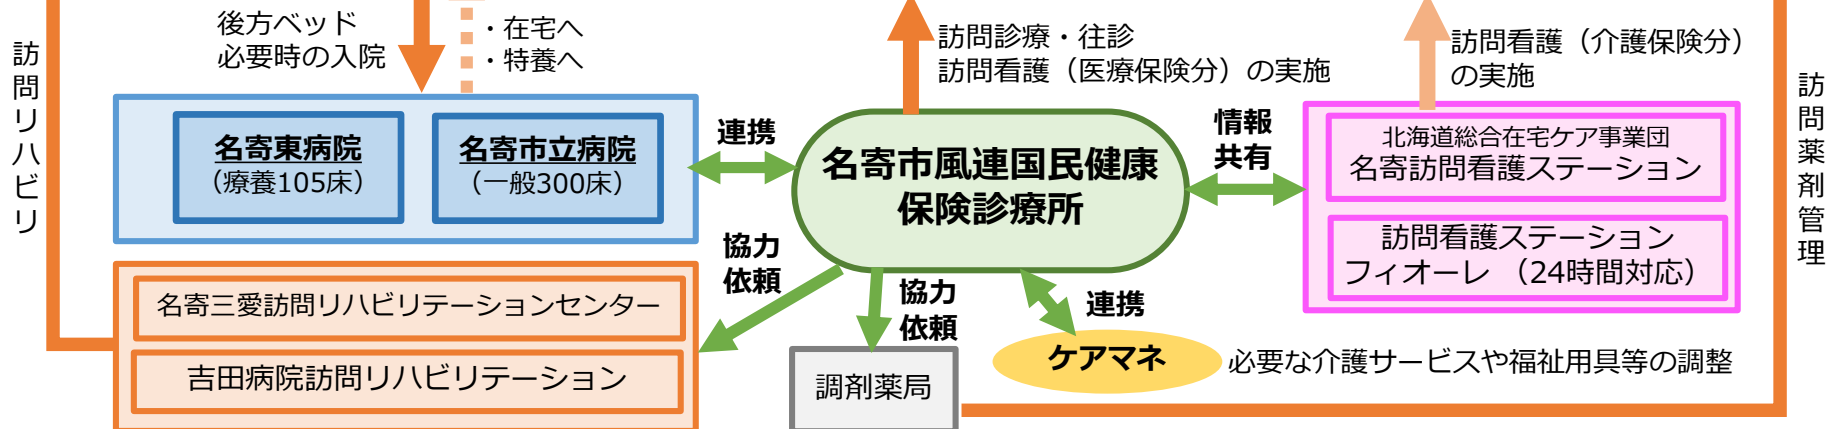 訪問リハビリ
後方ベッド
必要時の入院
・在宅へ
・特養へ
訪問診療・往診
訪問看護（医療保険分）の実施
訪問看護（介護保険分）
の実施
訪問薬剤管理
名寄東病院
（療養105床）
名寄市立病院
（一般300床）
連携
名寄市風連国民健康
保険診療所
情報
共有
北海道総合在宅ケア事業団
名寄訪問看護ステーション
訪問看護ステーション
フィオーレ （24時間対応）
協力
依頼
名寄三愛訪問リハビリテーションセンター
吉田病院訪問リハビリテーション
協力
依頼
調剤薬局
連携
ケアマネ
必要な介護サービスや福祉用具等の調整